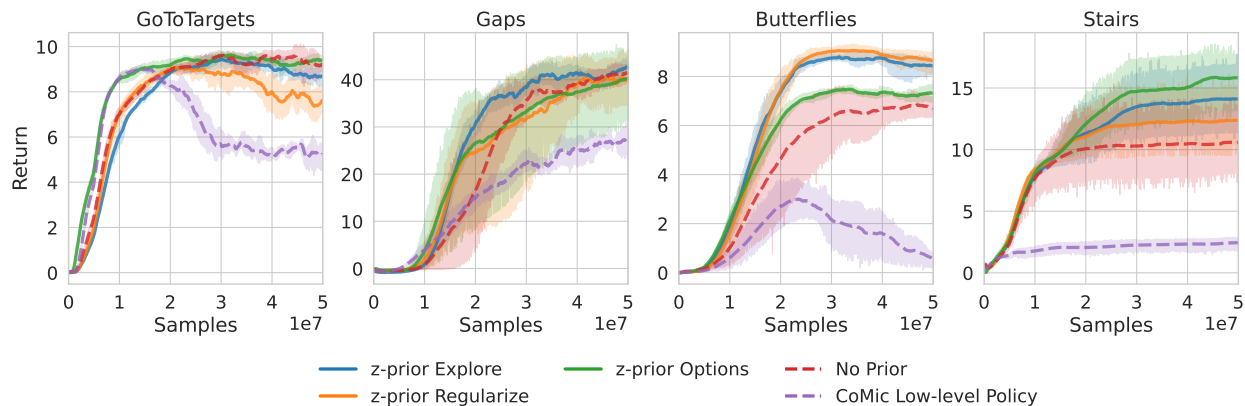 GoToTargets
Gaps
Butterflies
Stairs
Return
10
8
6
4
2
0
40
30
20
10
0
8
6
4
2
0
15
10
5
0
0 1 2 3 4 5
0 1 2 3 4 5
0 1 2 3 4 5
0 1 2 3 4 5
Samples 1e7
Samples 1e7
Samples 1e7
Samples 1e7
z-prior Explore
z-prior Options
No Prior
z-prior Regularize
CoMic Low-level Policy